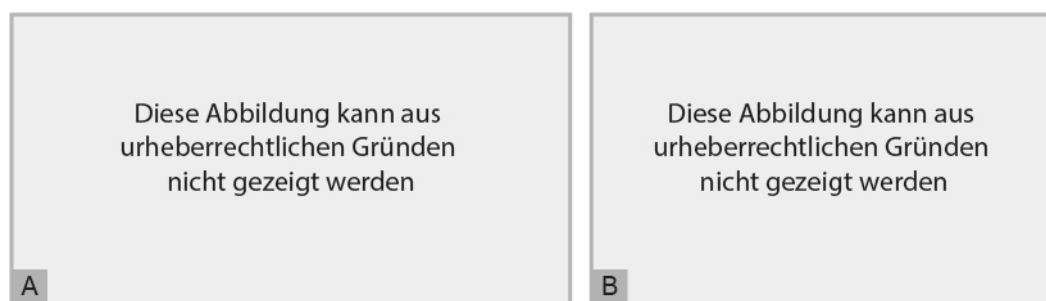 Diese Abbildung kann aus
urheberrechtlichen Gründen
nicht gezeigt werden
A
Diese Abbildung kann aus
urheberrechtlichen Gründen
nicht gezeigt werden
B